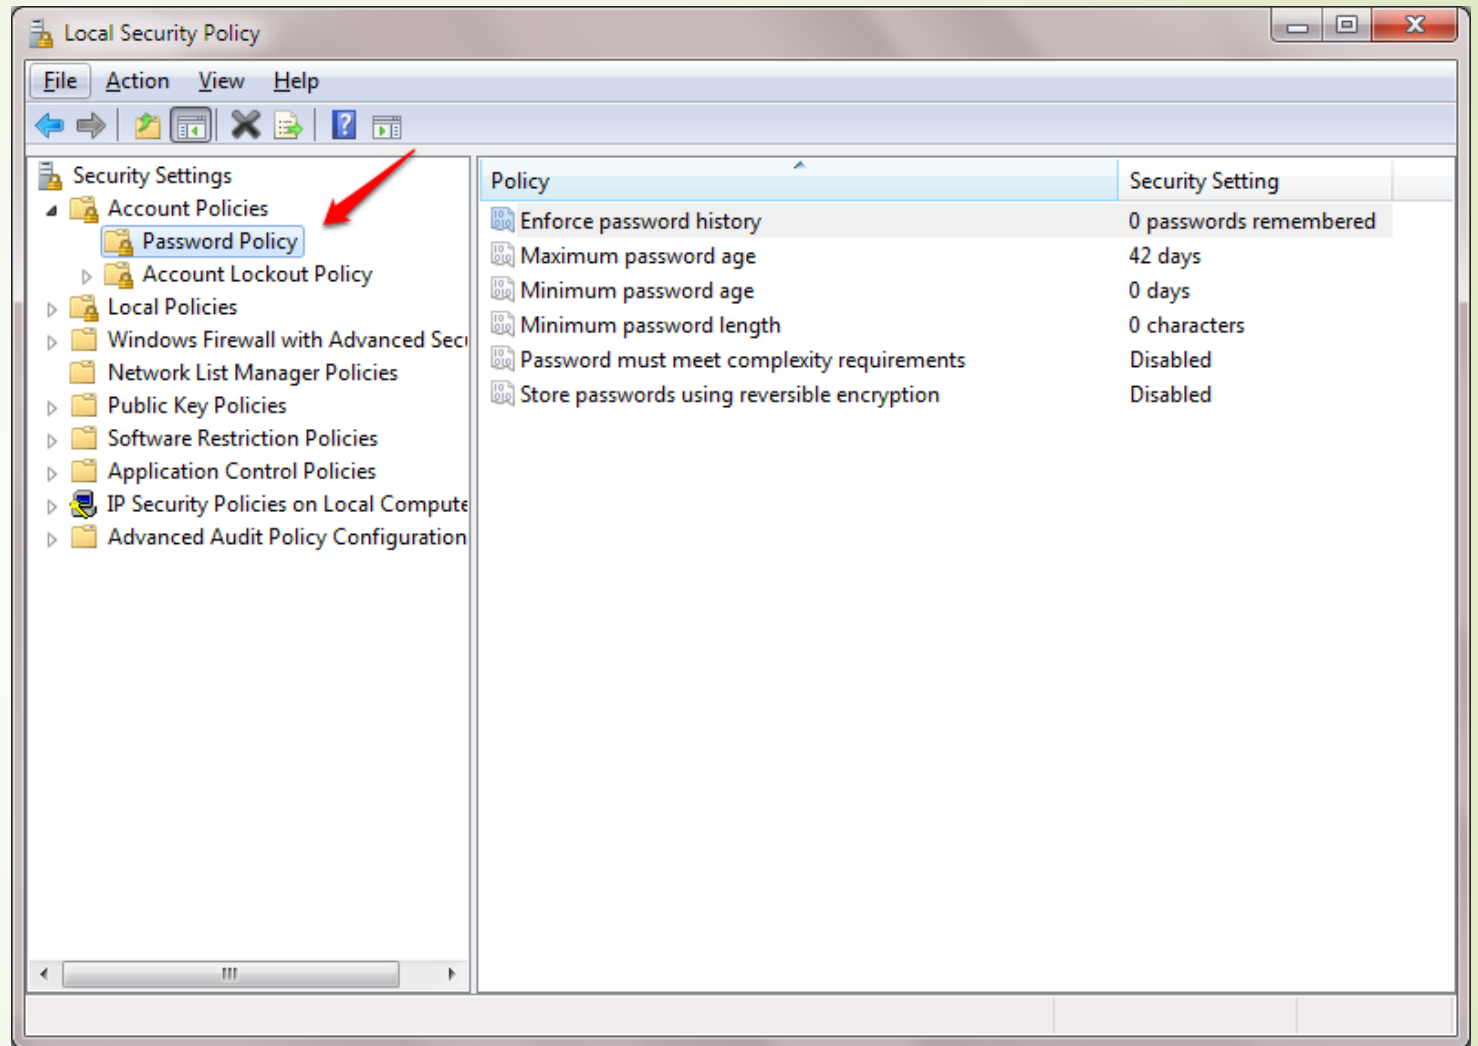 Local Security Policy
File Action View Help
Security Settings
Account Policies
Password Policy
Account Lockout Policy
Local Policies
Windows Firewall with Advanced Secu
Network List Manager Policies
Public Key Policies
Software Restriction Policies
Application Control Policies
IP Security Policies on Local Compute
Advanced Audit Policy Configuration
Policy Security Setting
Enforce password history 0 passwords remembered
Maximum password age 42 days
Minimum password age 0 days
Minimum password length 0 characters
Password must meet complexity requirements Disabled
Store passwords using reversible encryption Disabled